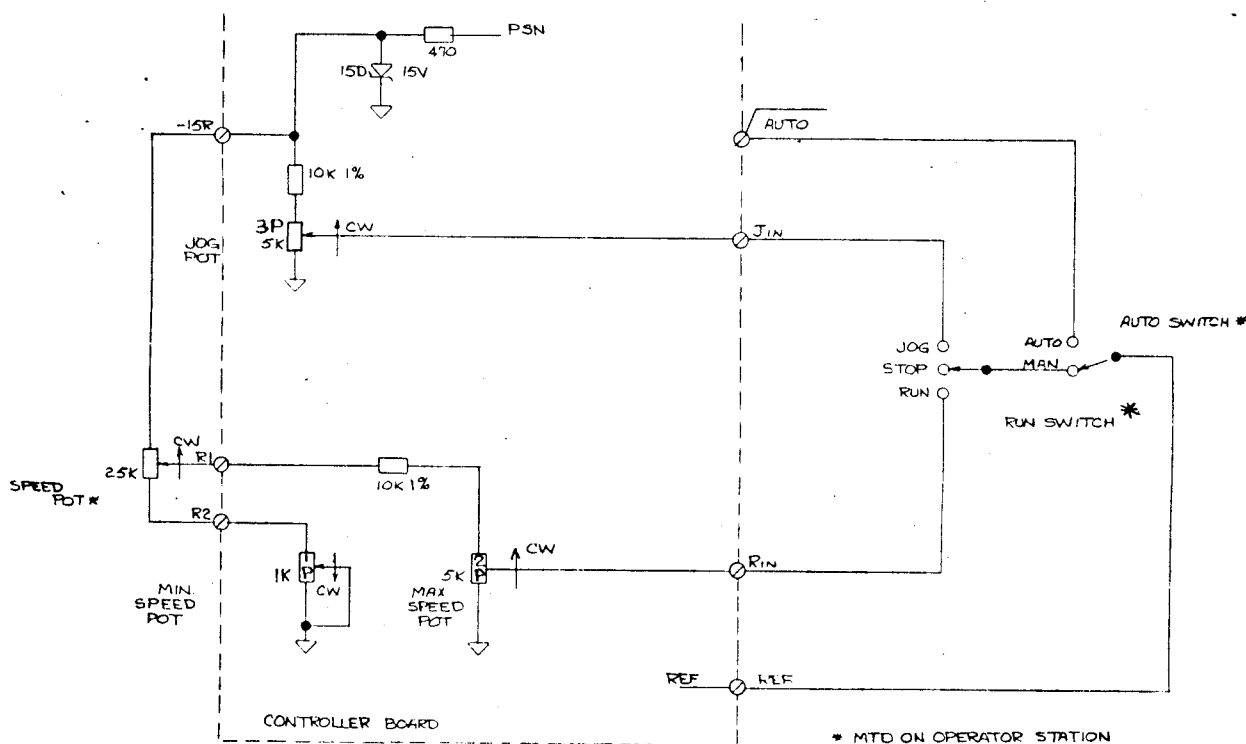 PSN
470
15D 15V
-15R
AUTO
10K 1%
3P
5K
CW
JIN
JOG
POT
AUTO SWITCH *
JOG
AUTO
STOP
MAN
RUN
RUN SWITCH *
CW
R1
25K
10K 1%
SPEED
POT *
R2
1P
1K
CW
MIN.
SPEED
POT
2P
5K
CW
MAX
SPEED
POT
RIN
REF
REF
CONTROLLER BOARD
* MTD ON OPERATOR STATION